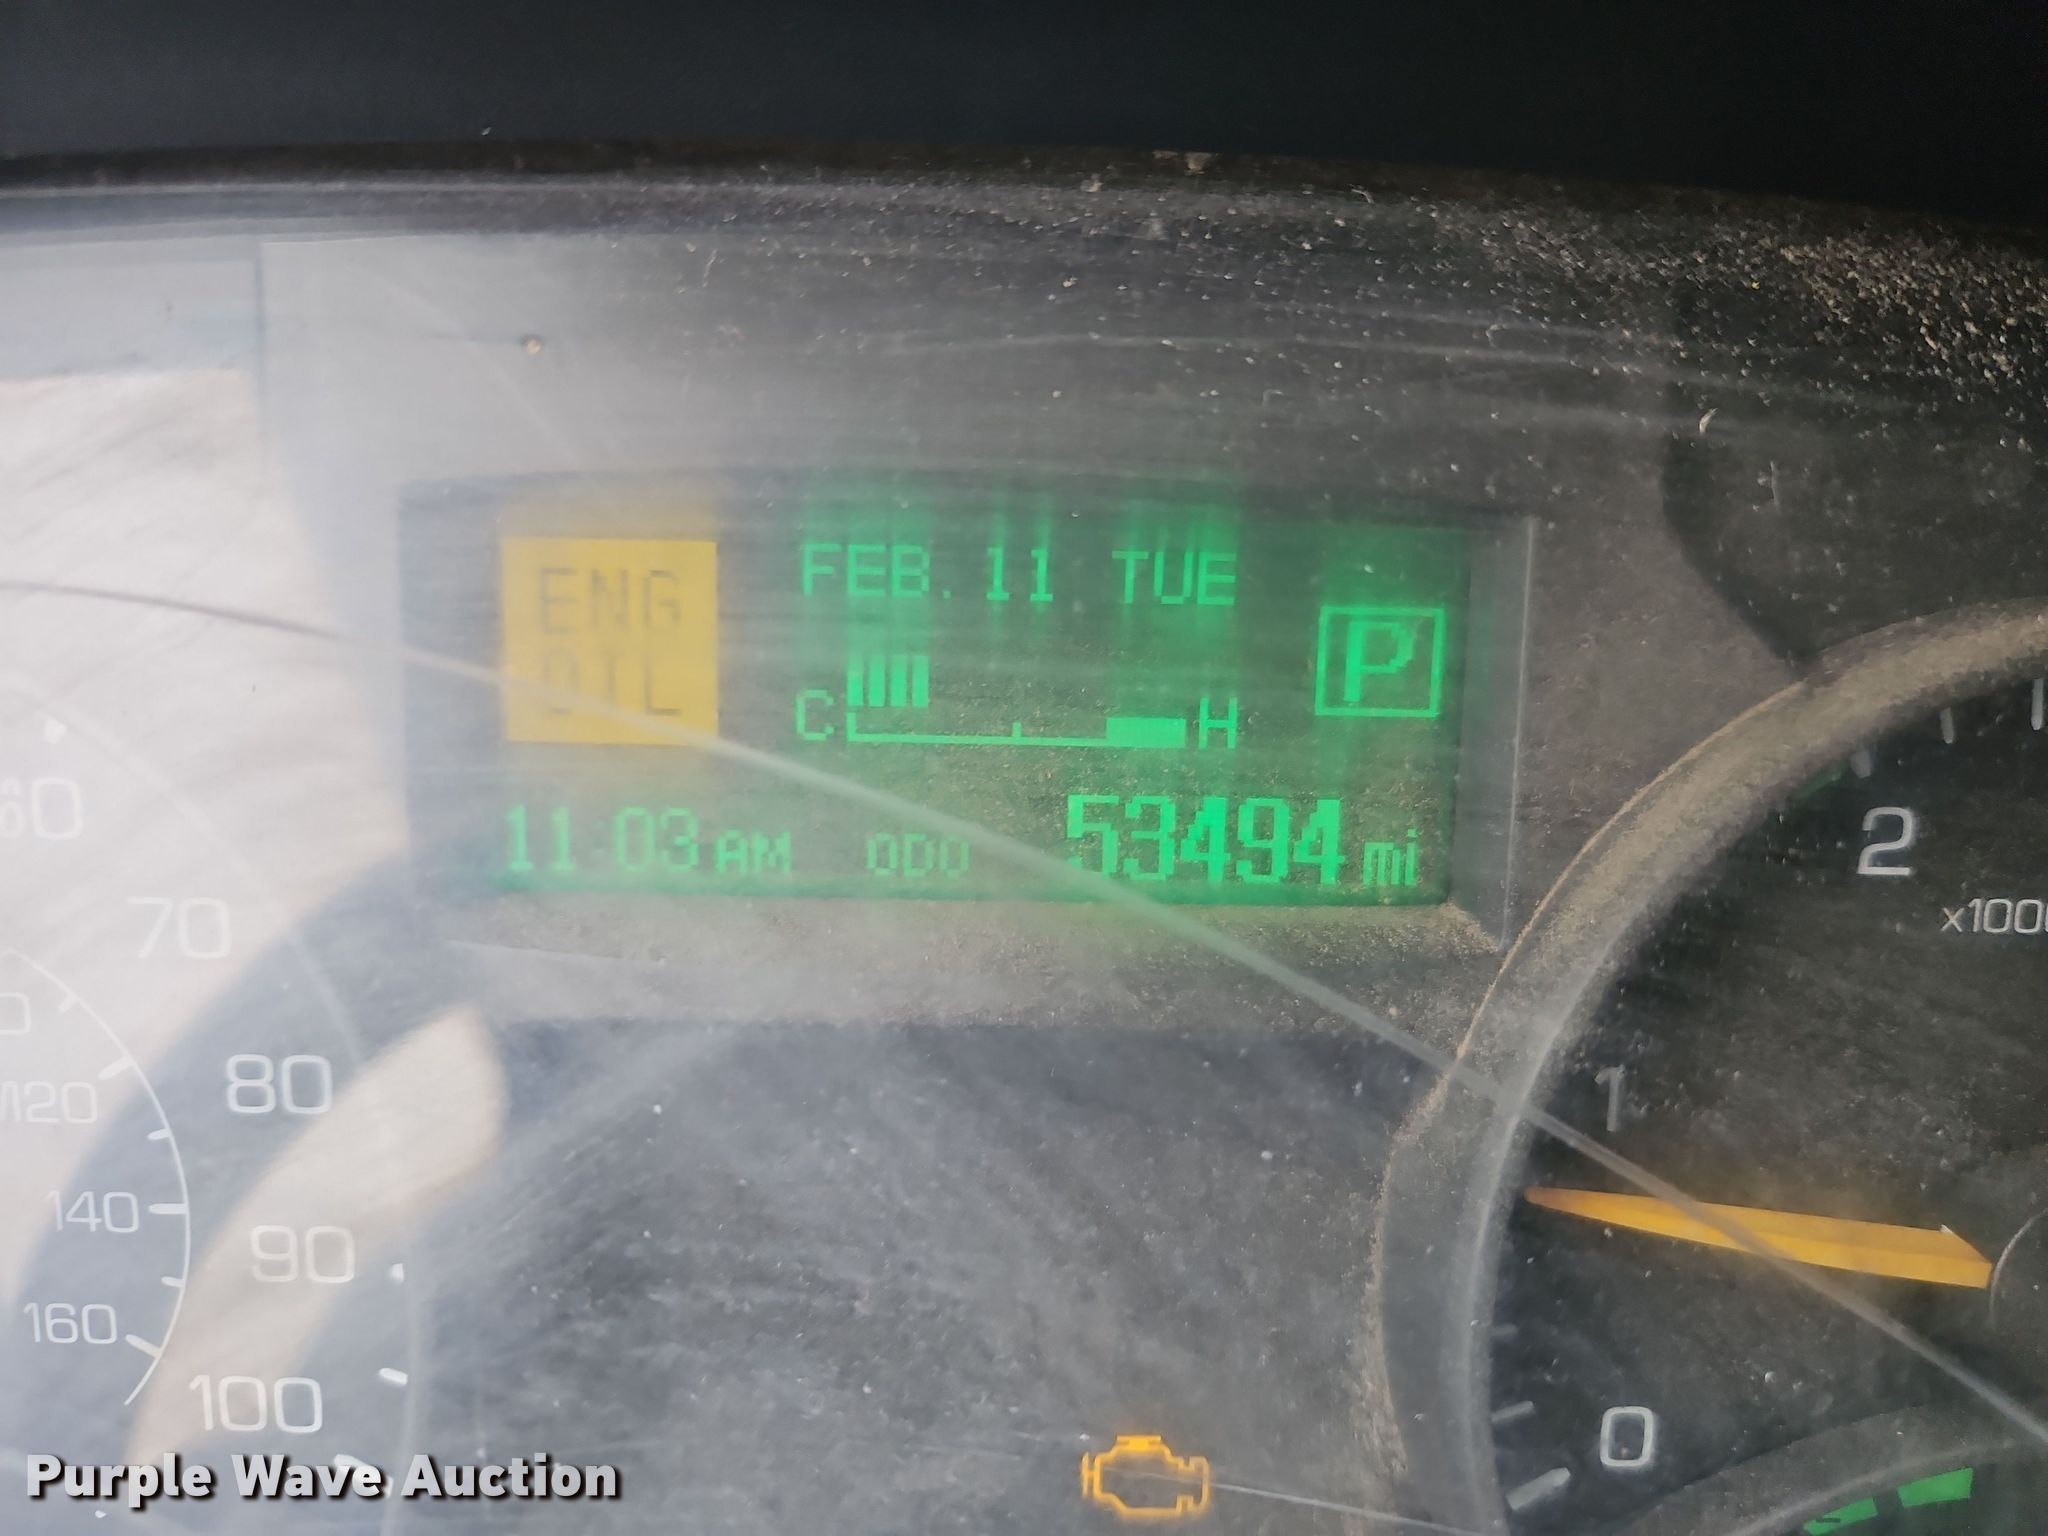 ENG
OIL
FEB. 11 TUE
C H
P
11:03 AM ODO 53494 mi
60
70
80
90
100
120
140
160
2
x1000
1
0
Purple Wave Auction